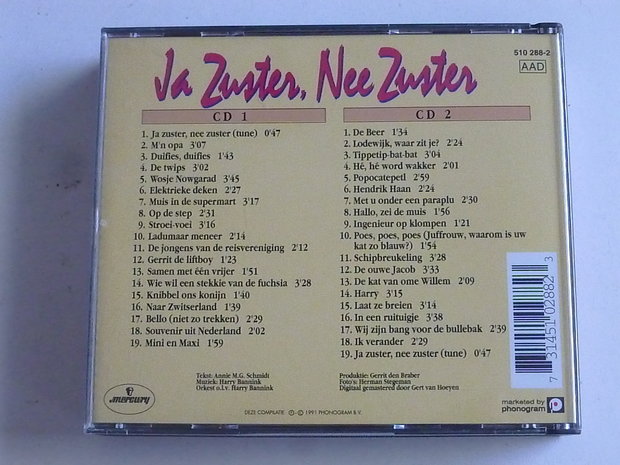 510 288-2
AAD
Ja Zuster, Nee Zuster
CD 1
1. Ja zuster, nee zuster (tune) 0'47
2. M'n opa 3'07
3. Duifies, duifies 1'43
4. De twips 3'02
5. Wosje Nowgarad 3'45
6. Elektrieke deken 2'27
7. Muis in de supermart 3'17
8. Op de step 2'31
9. Stroei-voei 3'16
10. Ladumaar meneer 2'14
11. De jongens van de reisvereniging 2'12
12. Gerrit de liftboy 1'23
13. Samen met één vrijer 1'51
14. Wie wil een stekkie van de fuchsia 3'28
15. Knibbel ons konijn 1'40
16. Naar Zwitserland 1'39
17. Bello (niet zo trekken) 2'29
18. Souvenir uit Nederland 2'02
19. Mini en Maxi 1'59
CD 2
1. De Beer 1'34
2. Lodewijk, waar zit je? 2'24
3. Tippetip-bat-bat 3'04
4. Hè, hè word wakker 2'01
5. Popocatepetl 2'59
6. Hendrik Haan 2'24
7. Met u onder een paraplu 2'30
8. Hallo, zei de muis 1'56
9. Ingenieur op klompen 1'21
10. Poes, poes, poes (Juffrouw, waarom is uw
kat zo blauw?) 1'54
11. Schipbreukeling 3'28
12. De ouwe Jacob 3'33
13. De kat van ome Willem 2'09
14. Harry 3'15
15. Laat ze breien 3'14
16. In een ruituigje 3'38
17. Wij zijn bang voor de bullebak 2'39
18. Ik verander 2'29
19. Ja zuster, nee zuster (tune) 0'47
Tekst: Annie M.G. Schmidt
Muziek: Harry Bannink
Orkest o.l.v. Harry Bannink
Produktie: Gerrit den Braber
Foto's: Herman Stegeman
Digitaal gemasterd door Gert van Hoeyen
mercury
DEZE COMPILATIE ℗-© 1991 PHONOGRAM B.V.
7 31451 02882 3
marketed by
phonogram